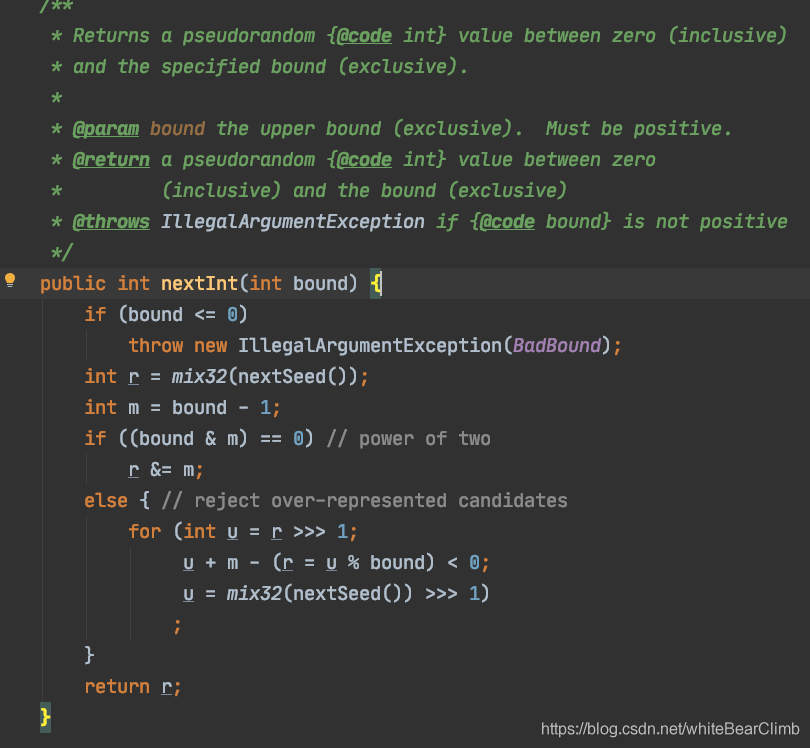 /**
 * Returns a pseudorandom {@code int} value between zero (inclusive)
 * and the specified bound (exclusive).
 *
 * @param bound the upper bound (exclusive).  Must be positive.
 * @return a pseudorandom {@code int} value between zero
 *         (inclusive) and the bound (exclusive)
 * @throws IllegalArgumentException if {@code bound} is not positive
 */
public int nextInt(int bound) {
    if (bound <= 0)
        throw new IllegalArgumentException(BadBound);
    int r = mix32(nextSeed());
    int m = bound - 1;
    if ((bound & m) == 0) // power of two
        r &= m;
    else { // reject over-represented candidates
        for (int u = r >>> 1;
             u + m - (r = u % bound) < 0;
             u = mix32(nextSeed()) >>> 1)
            ;
    }
    return r;
}
https://blog.csdn.net/whiteBearClimb